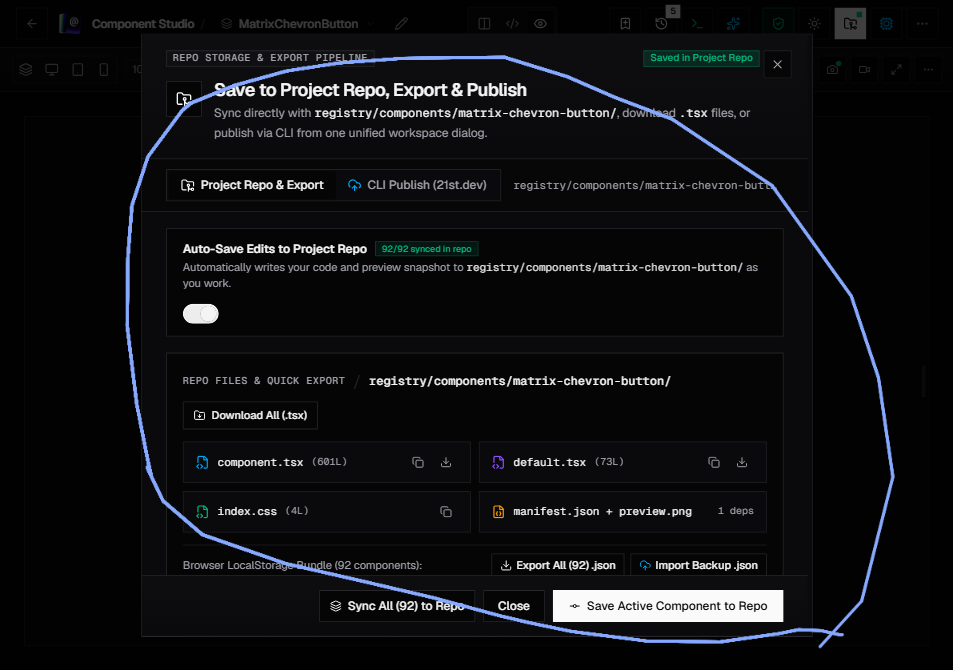 Component Studio / MatrixChevronButton
5
REPO STORAGE & EXPORT PIPELINE
Saved in Project Repo
Save to Project Repo, Export & Publish
Sync directly with registry/components/matrix-chevron-button/, download .tsx files, or
publish via CLI from one unified workspace dialog.
10
Project Repo & Export
CLI Publish (21st.dev)
registry/components/matrix-chevron-butt
Auto-Save Edits to Project Repo
92/92 synced in repo
Automatically writes your code and preview snapshot to registry/components/matrix-chevron-button/ as
you work.
REPO FILES & QUICK EXPORT / registry/components/matrix-chevron-button/
Download All (.tsx)
component.tsx (601L)
default.tsx (73L)
index.css (4L)
manifest.json + preview.png 1 deps
Browser LocalStorage Bundle (92 components):
Export All (92) .json
Import Backup .json
Sync All (92) to Repo
Close
Save Active Component to Repo